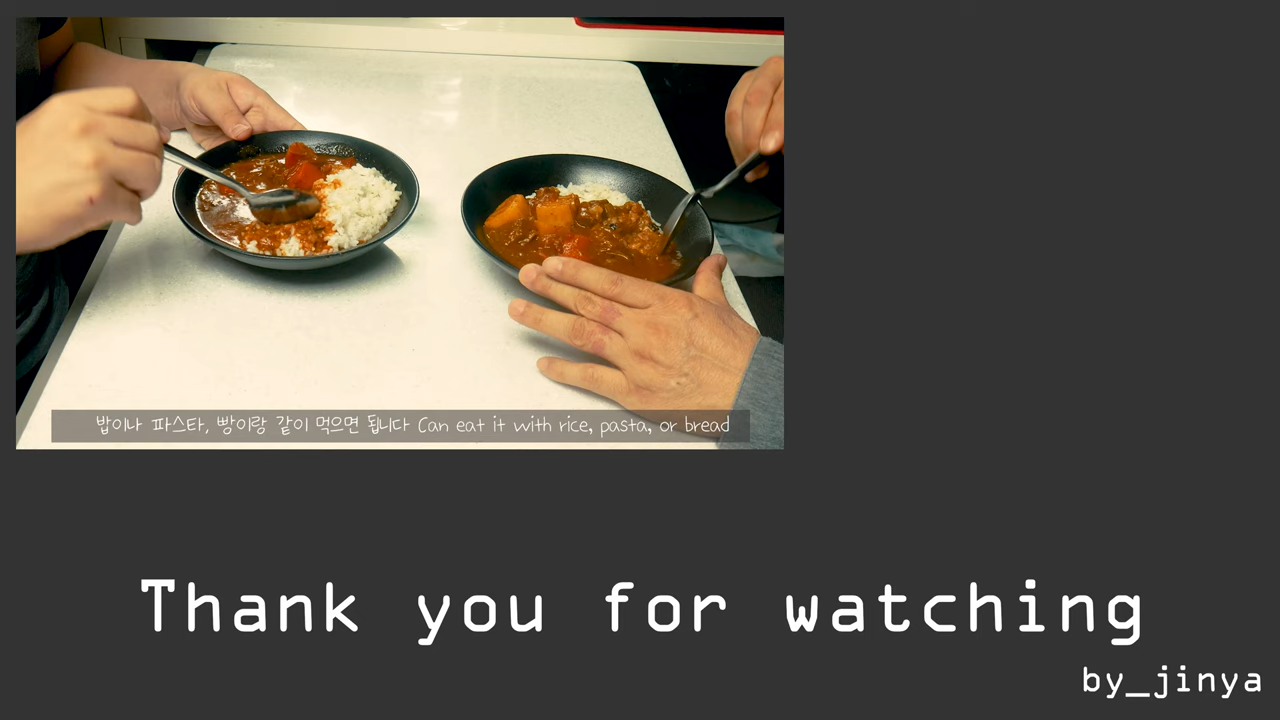 밥이나 파스타, 빵이랑 같이 먹으면 됩니다 Can eat it with rice, pasta, or bread
Thank you for watching
by_jinya